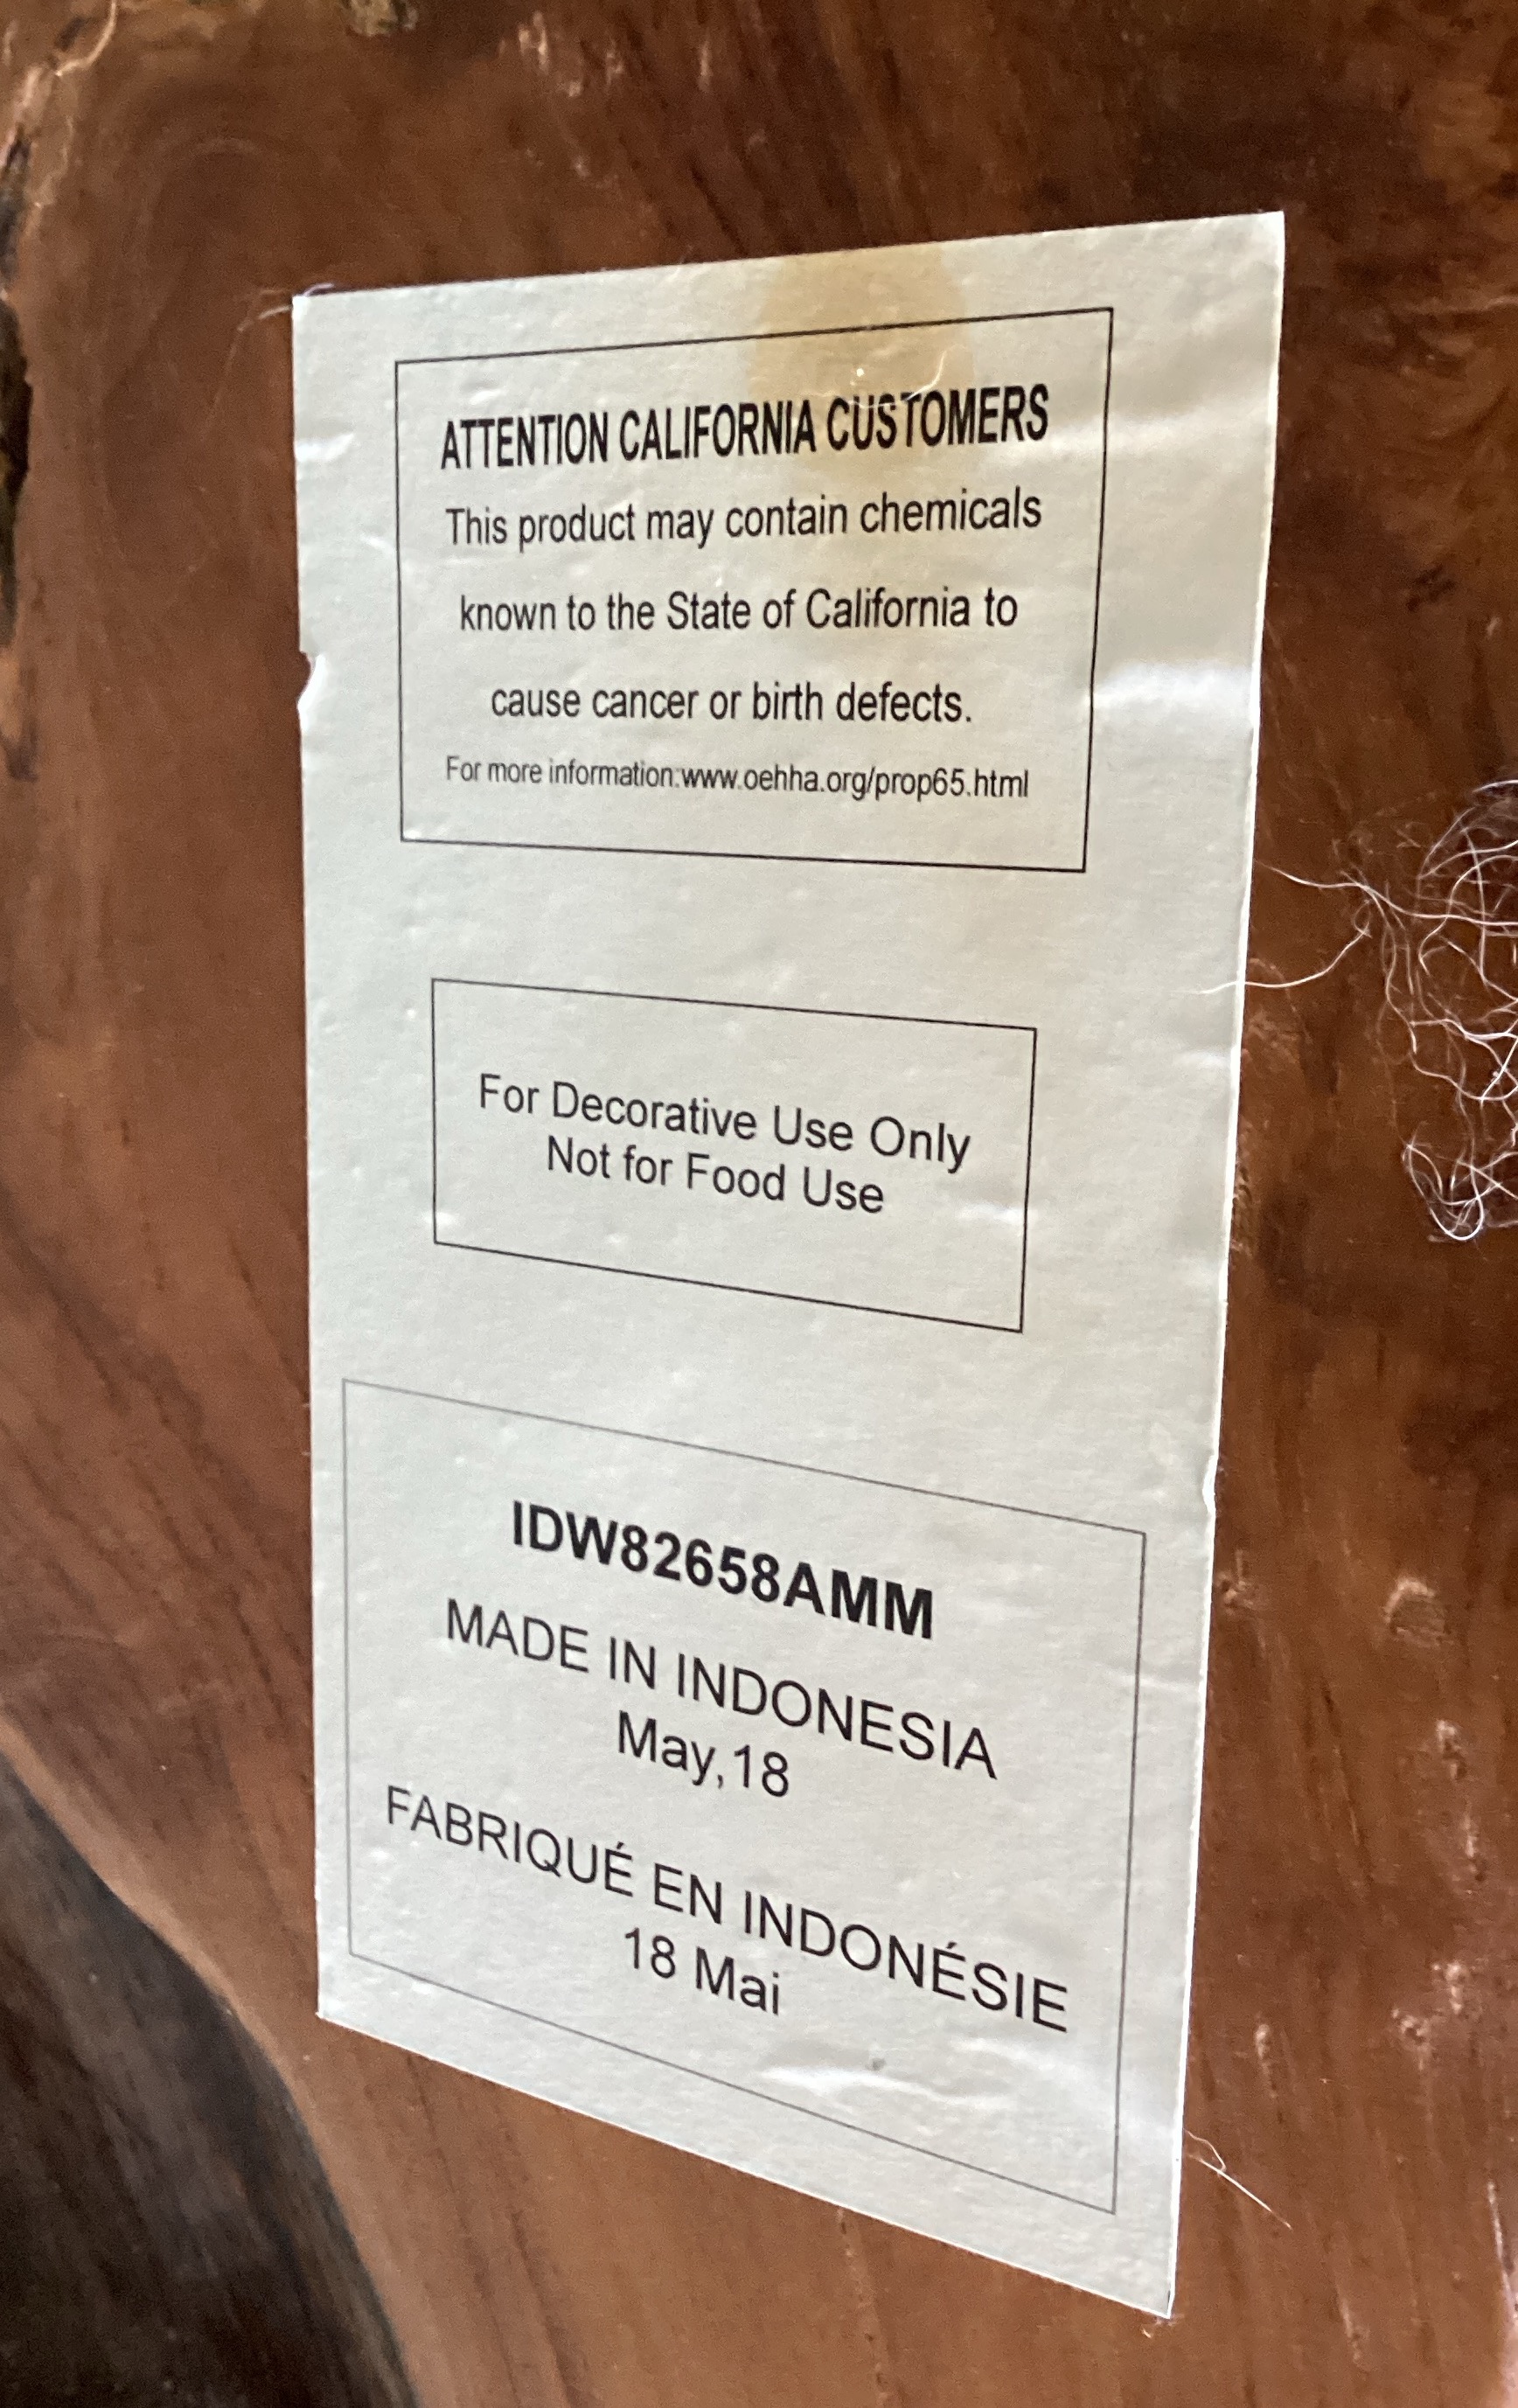 ATTENTION CALIFORNIA CUSTOMERS
This product may contain chemicals
known to the State of California to
cause cancer or birth defects.
For more information:www.oehha.org/prop65.html
For Decorative Use Only
Not for Food Use
IDW82658AMM
MADE IN INDONESIA
May,18
FABRIQUÉ EN INDONÉSIE
18 Mai